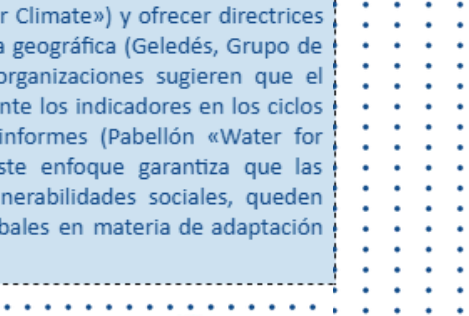 r Climate») y ofrecer directrices
a geográfica (Geledés, Grupo de
organizaciones sugieren que el
nte los indicadores en los ciclos
informes (Pabellón «Water for
ste enfoque garantiza que las
nerabilidades sociales, queden
bales en materia de adaptación